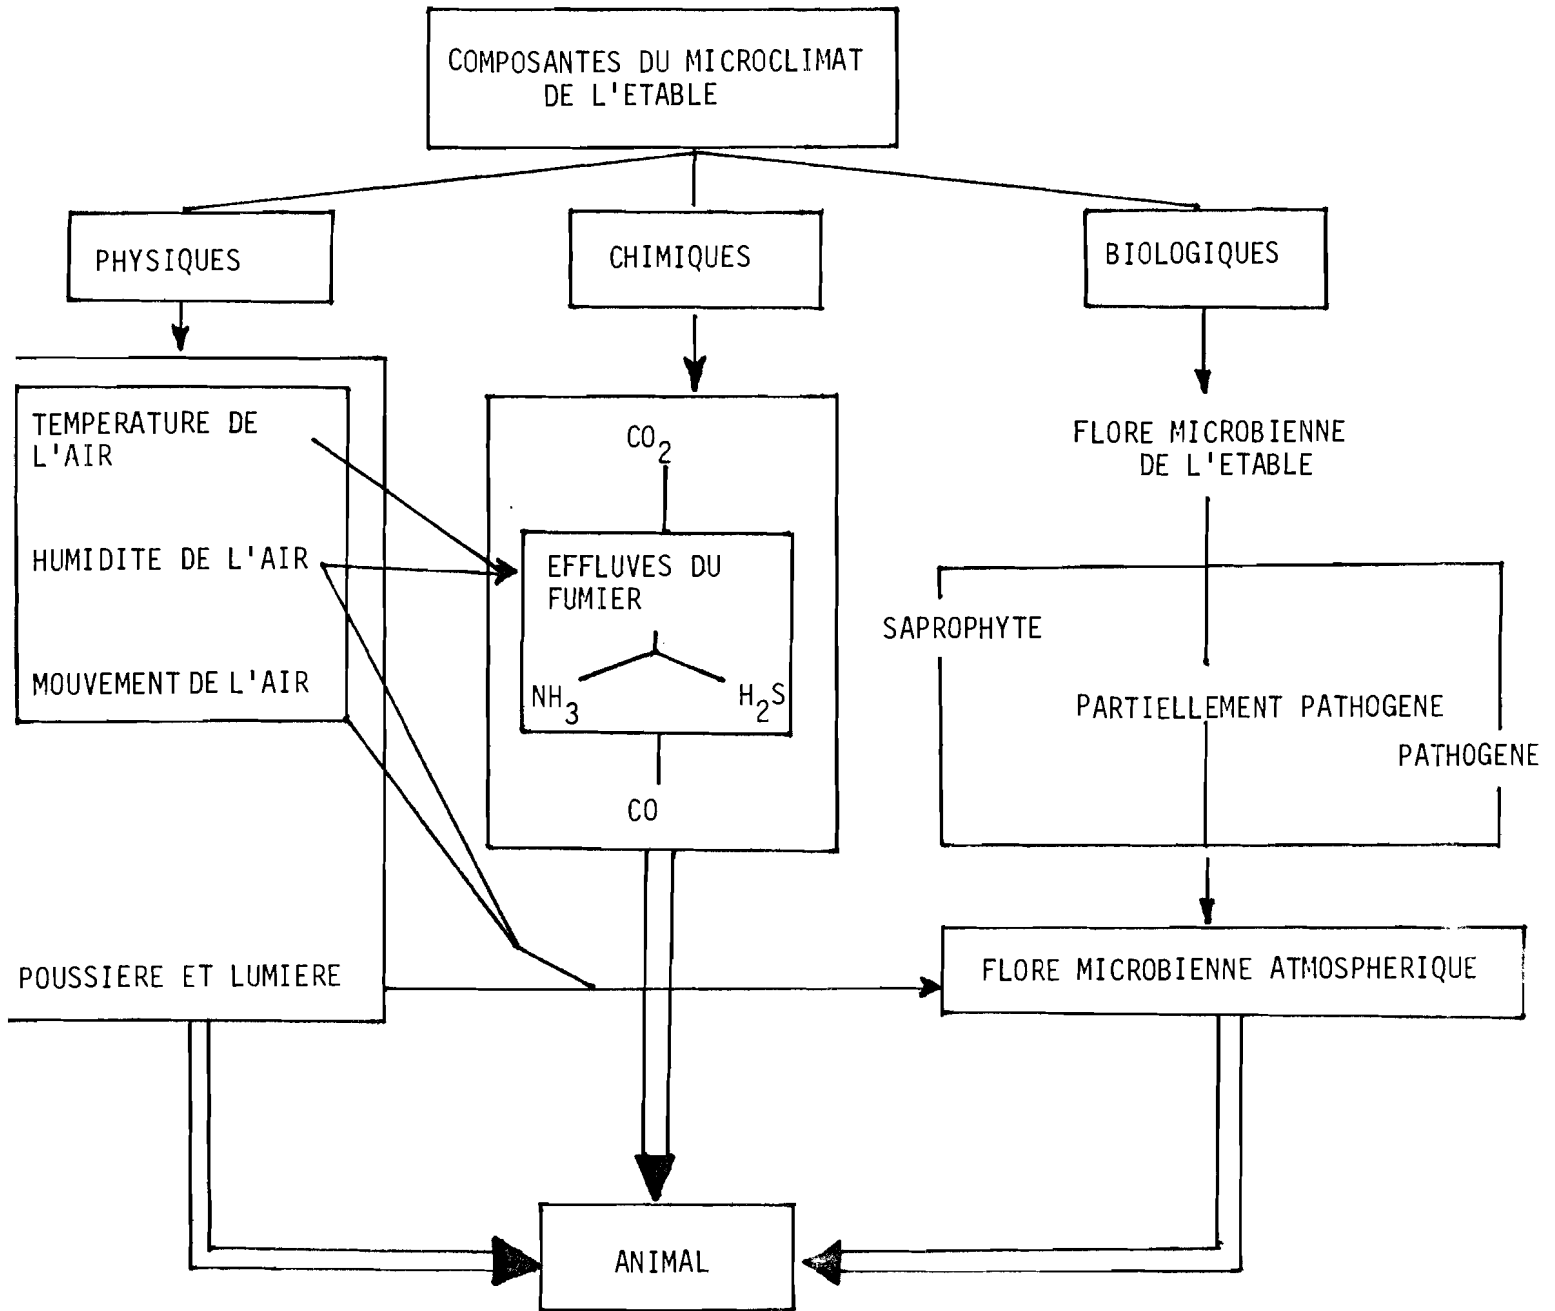 COMPOSANTES DU MICROCLIMAT
DE L'ETABLE
PHYSIQUES
CHIMIQUES
BIOLOGIQUES
TEMPERATURE DE
L'AIR
HUMIDITE DE L'AIR
MOUVEMENT DE L'AIR
POUSSIERE ET LUMIERE
CO2
EFFLUVES DU
FUMIER
NH3
H2S
CO
FLORE MICROBIENNE
DE L'ETABLE
SAPROPHYTE
PARTIELLEMENT PATHOGENE
PATHOGENE
FLORE MICROBIENNE ATMOSPHERIQUE
ANIMAL